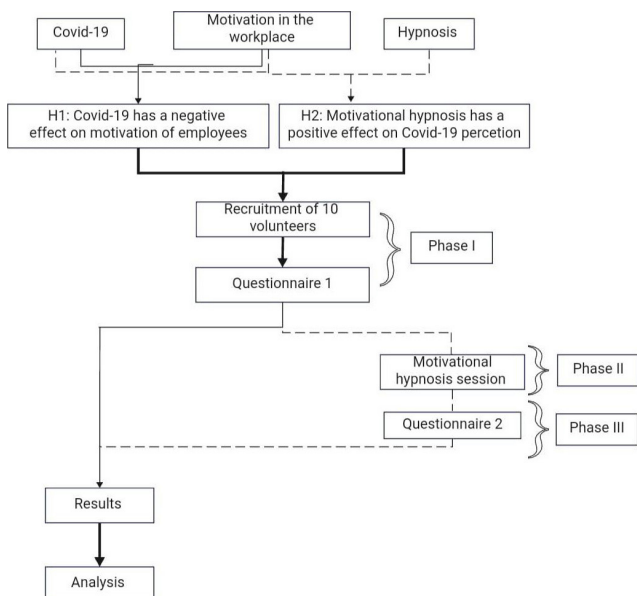 Covid-19
Motivation in the
workplace
Hypnosis
H1: Covid-19 has a negative
effect on motivation of employees
H2: Motivational hypnosis has a
positive effect on Covid-19 percetion
Recruitment of 10
volunteers
Phase I
Questionnaire 1
Motivational
hypnosis session
Phase II
Questionnaire 2
Phase III
Results
Analysis